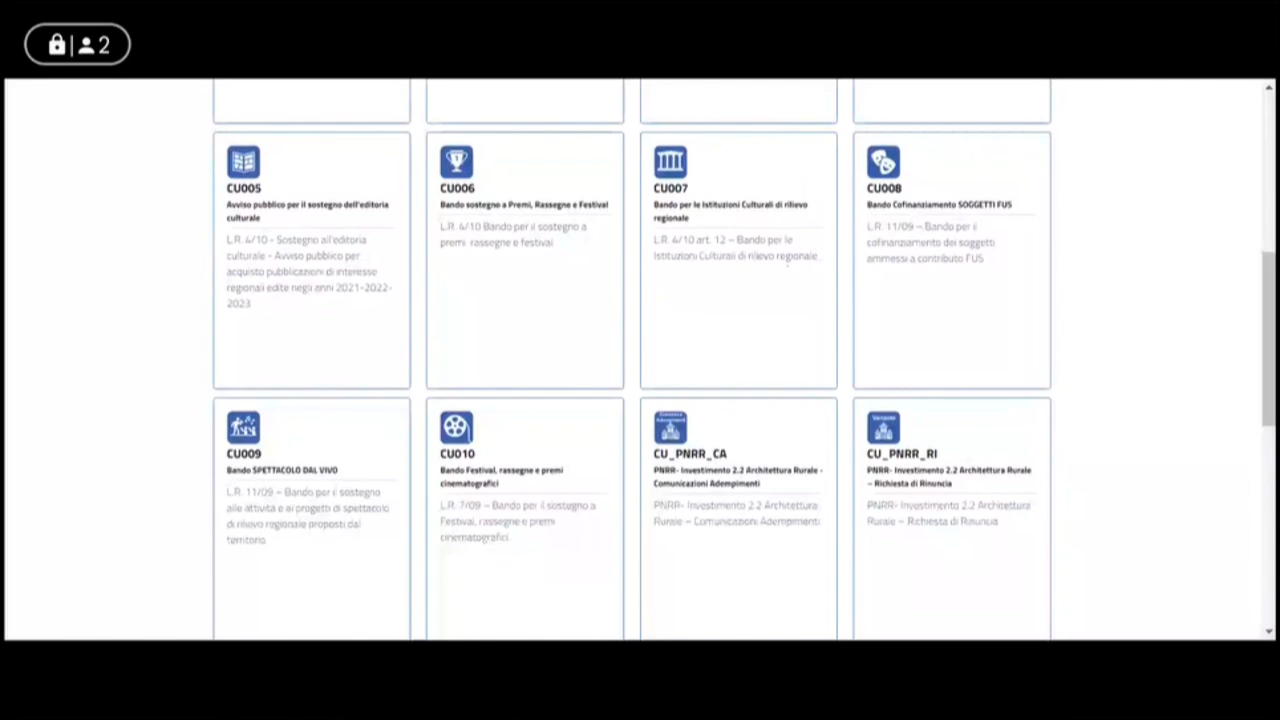 2
CU005
Avviso pubblico per il sostegno dell'editoria
culturale
L.R. 4/10 - Sostegno all'editoria
culturale - Avviso pubblico per
acquisto pubblicazioni di interesse
regionali edite negli anni 2021-2022-
2023
CU006
Bando sostegno a Premi, Rassegne e Festival
L.R. 4/10 Bando per il sostegno a
premi rassegne e festival
CU007
Bando per le Istituzioni Culturali di rilievo
regionale
L.R. 4/10 art. 12 – Bando per le
Istituzioni Culturali di rilievo regionale
CU008
Bando Cofinanziamento SOGGETTI FUS
L.R. 11/09 – Bando per il
cofinanziamento dei soggetti
ammessi a contributo FUS
CU009
Bando SPETTACOLO DAL VIVO
L.R. 11/09 – Bando per il sostegno
alle attività e ai progetti di spettacolo
di rilievo regionale proposti dal
territorio
CU010
Bando Festival, rassegne e premi
cinematografici
L.R. 7/09 – Bando per il sostegno a
Festival, rassegne e premi
cinematografici.
CU_PNRR_CA
PNRR- Investimento 2.2 Architettura Rurale -
Comunicazioni Adempimenti
PNRR- Investimento 2.2 Architettura
Rurale – Comunicazioni Adempimenti
CU_PNRR_RI
PNRR- Investimento 2.2 Architettura Rurale
– Richiesta di Rinuncia
PNRR- Investimento 2.2 Architettura
Rurale – Richiesta di Rinuncia